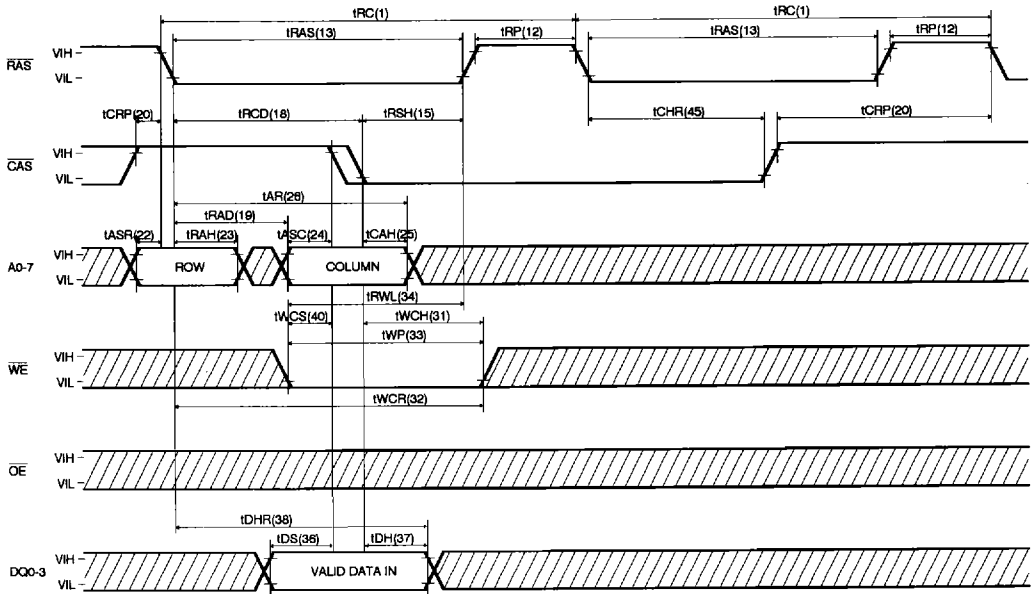 tRC(1) tRC(1)
tRAS(13) tRP(12) tRAS(13) tRP(12)
RAS VIH
VIL
tCRP(20) tRCD(18) tRSH(15) tCHR(45) tCRP(20)
CAS VIH
VIL
tAR(26)
tRAD(19)
tASR(22) tRAH(23) tASC(24) tCAH(25)
A0-7 VIH
VIL
ROW COLUMN
tRWL(34)
tWCS(40) tWCH(31)
tWP(33)
WE VIH
VIL
tWCR(32)
OE VIH
VIL
tDHR(38)
tDS(36) tDH(37)
DQ0-3 VIH
VIL
VALID DATA IN